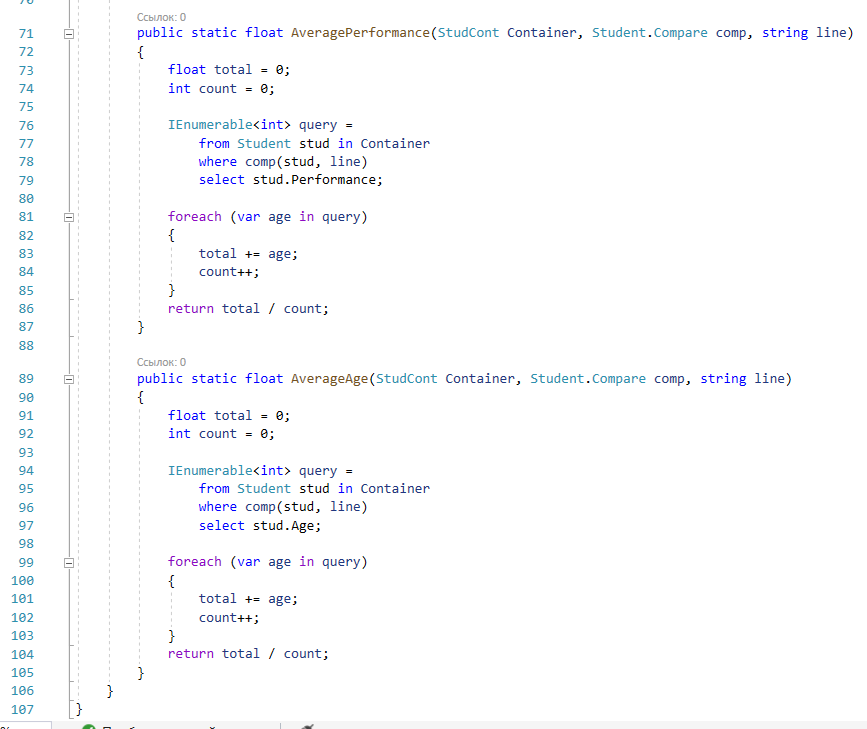 Ссылок: 0
71 public static float AveragePerformance(StudCont Container, Student.Compare comp, string line)
72 {
73 float total = 0;
74 int count = 0;
75
76 IEnumerable<int> query =
77 from Student stud in Container
78 where comp(stud, line)
79 select stud.Performance;
80
81 foreach (var age in query)
82 {
83 total += age;
84 count++;
85 }
86 return total / count;
87 }
88
Ссылок: 0
89 public static float AverageAge(StudCont Container, Student.Compare comp, string line)
90 {
91 float total = 0;
92 int count = 0;
93
94 IEnumerable<int> query =
95 from Student stud in Container
96 where comp(stud, line)
97 select stud.Age;
98
99 foreach (var age in query)
100 {
101 total += age;
102 count++;
103 }
104 return total / count;
105 }
106 }
107 }